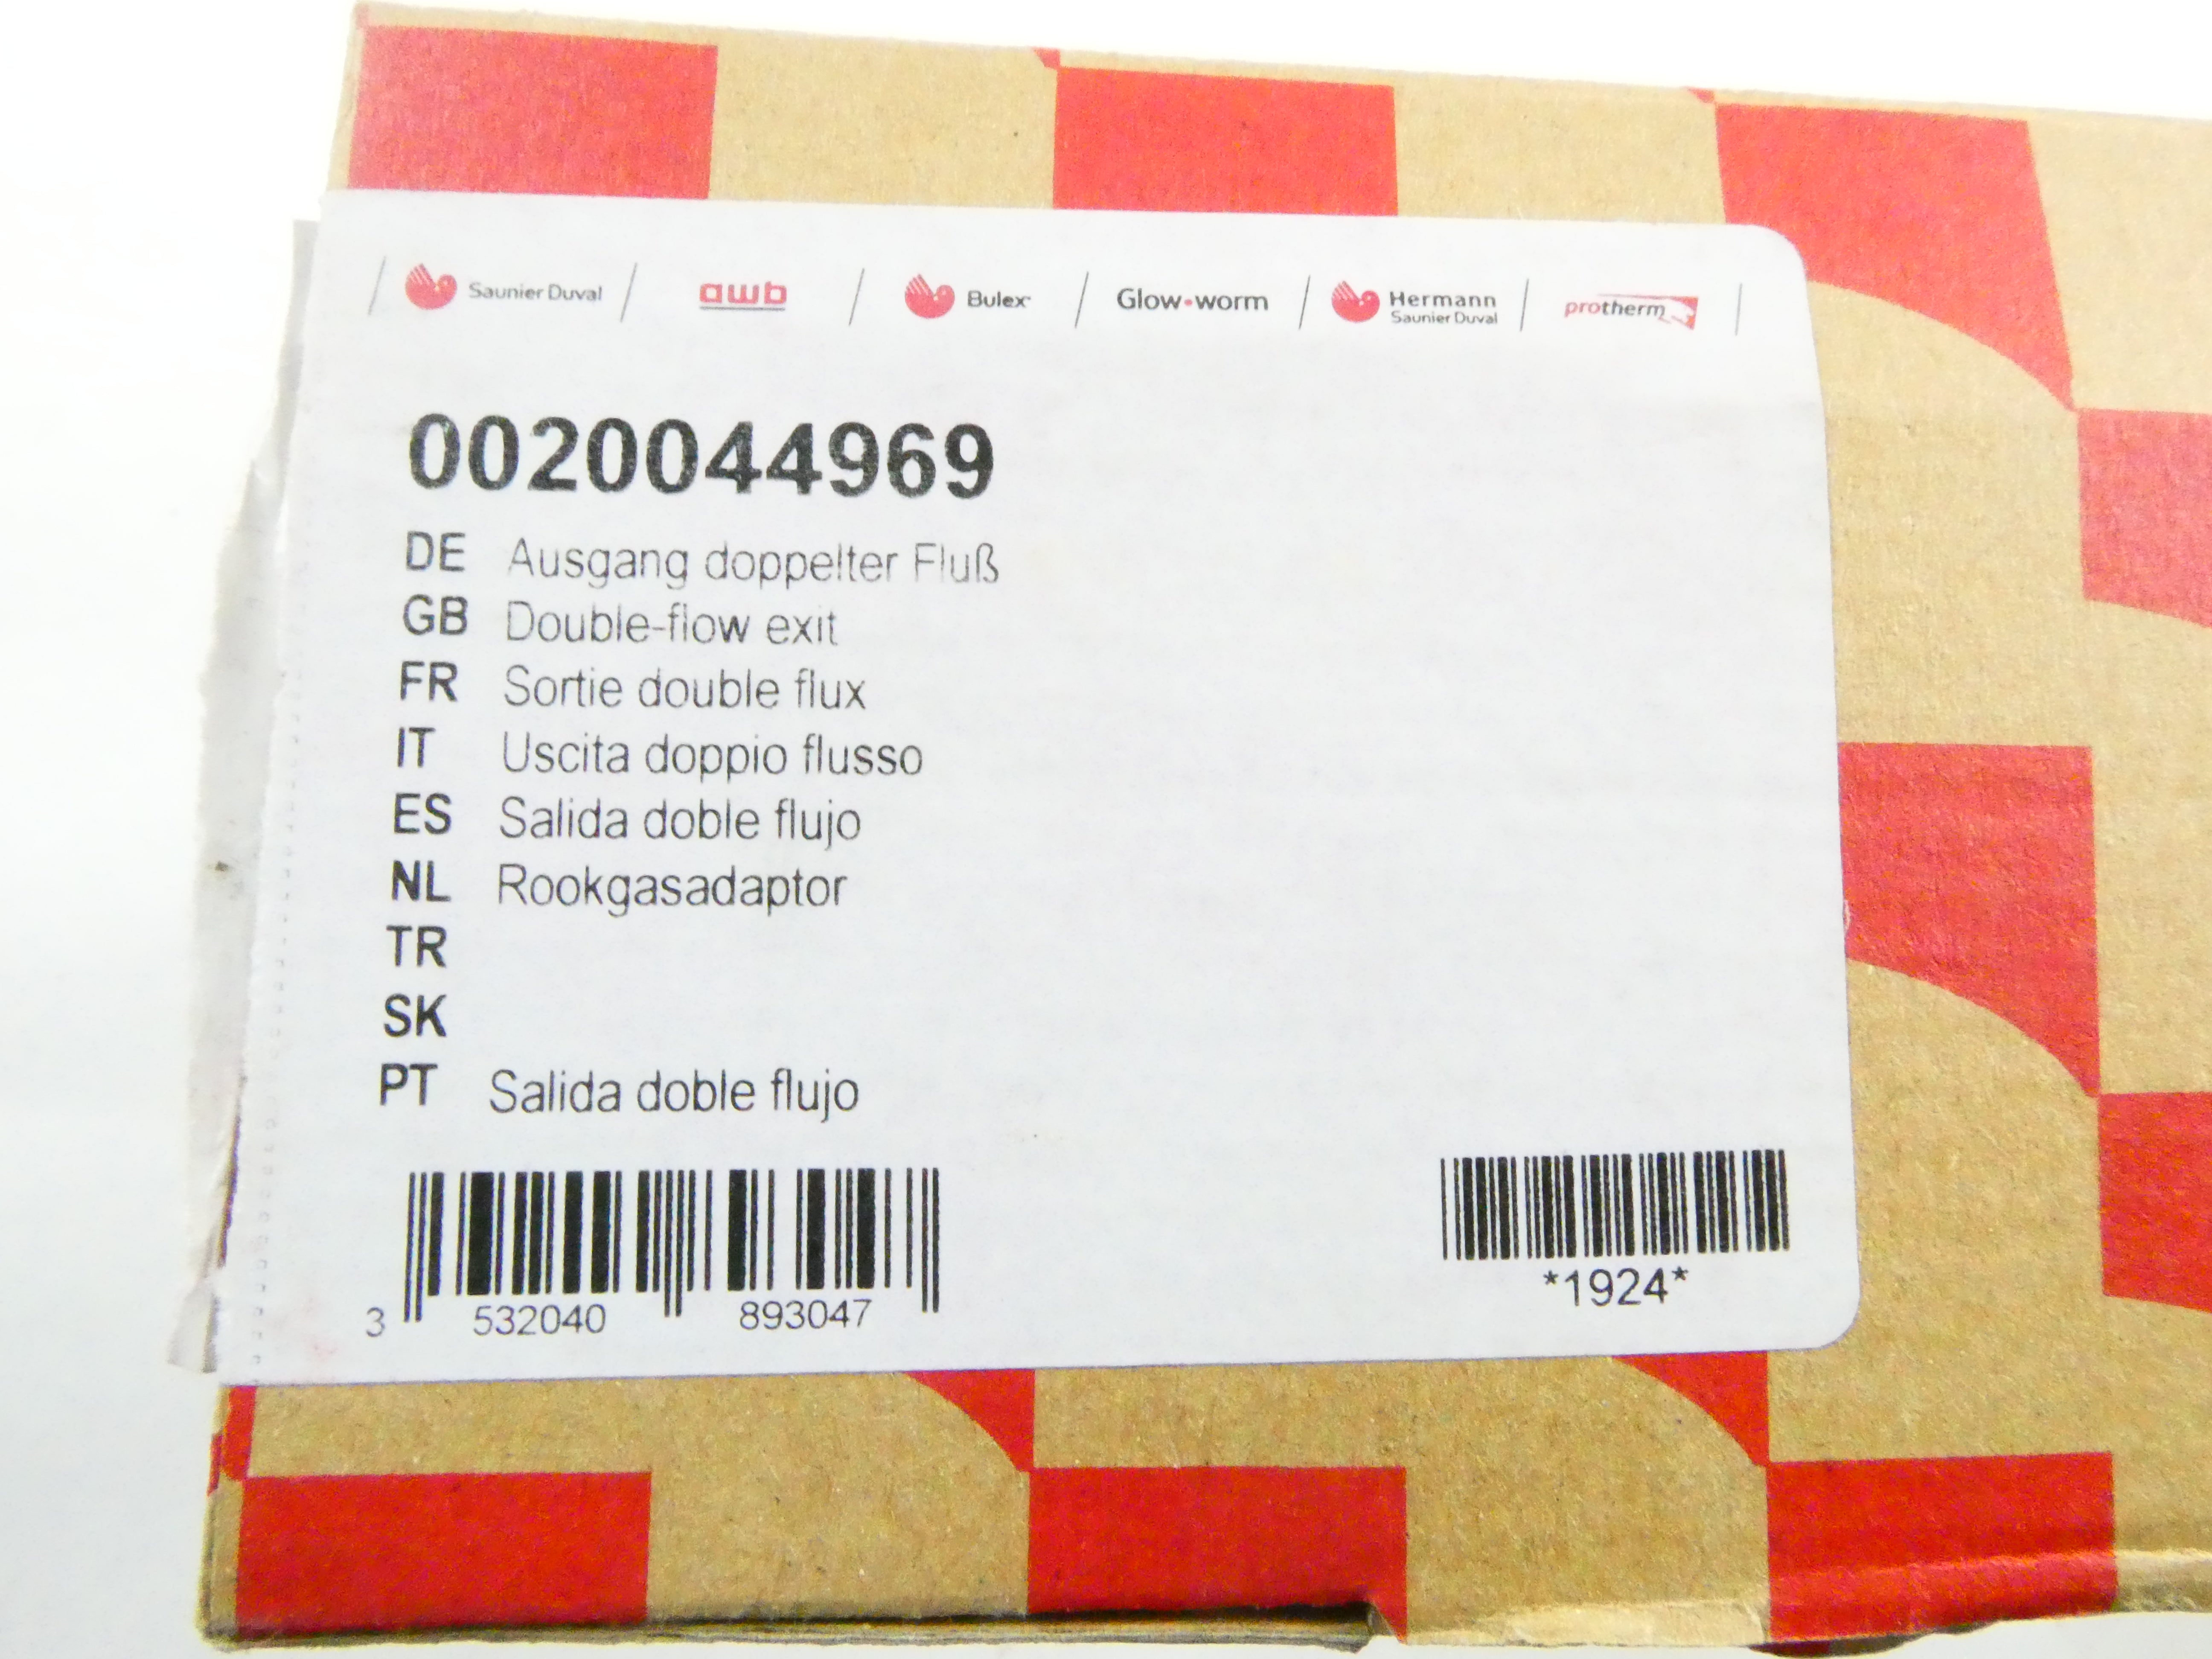 Saunier Duval / awb / Bulex / Glow-worm / Hermann Saunier Duval / protherm
0020044969
DE Ausgang doppelter Fluß
GB Double-flow exit
FR Sortie double flux
IT Uscita doppio flusso
ES Salida doble flujo
NL Rookgasadaptor
TR
SK
PT Salida doble flujo
3 532040 893047
*1924*